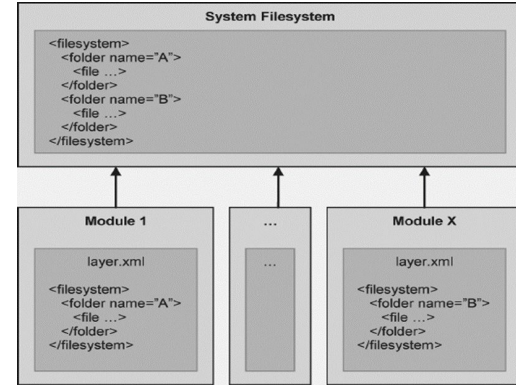 System Filesystem
<filesystem>
<folder name="A">
<file ...>
</folder>
<folder name="B">
<file ...>
</folder>
</filesystem>
Module 1
layer.xml
<filesystem>
<folder name="A">
<file ...>
</folder>
</filesystem>
...
...
Module X
layer.xml
<filesystem>
<folder name="B">
<file ...>
</folder>
</filesystem>